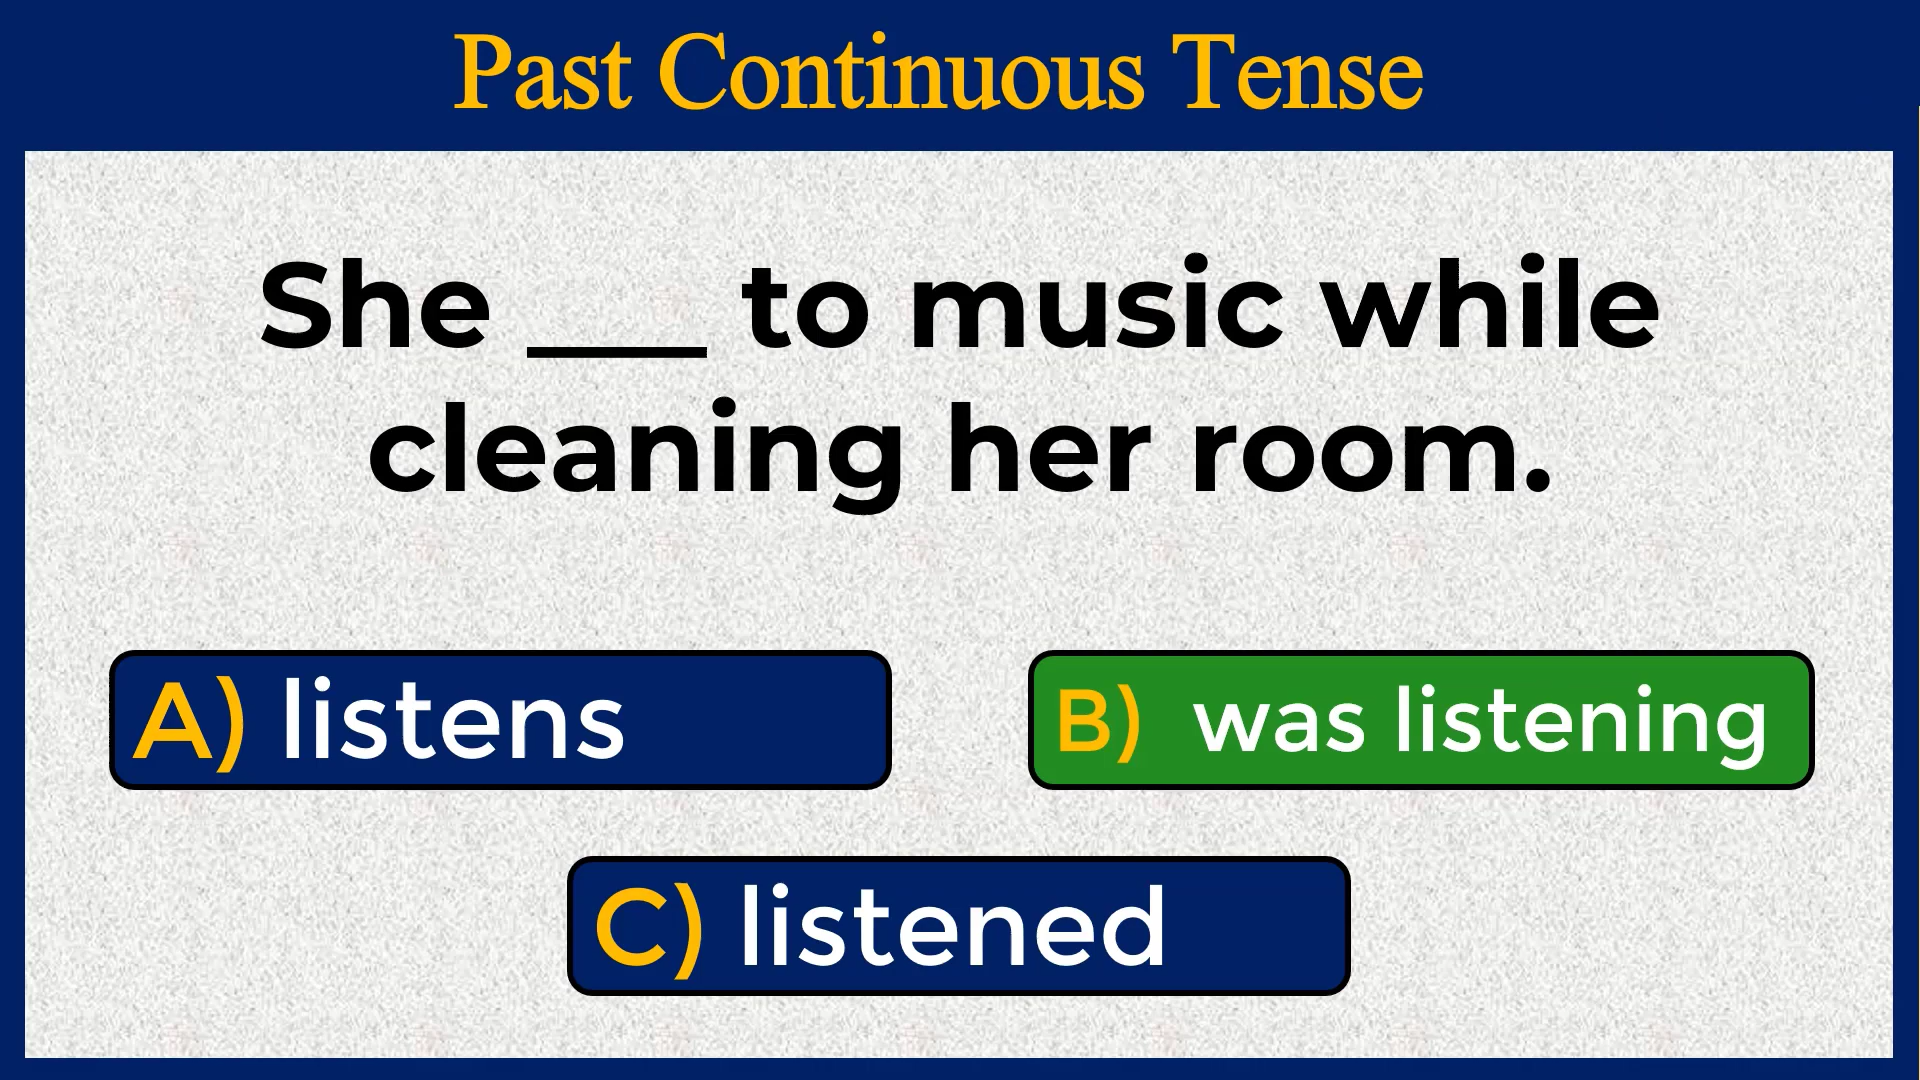 Past Continuous Tense
She ___ to music while
cleaning her room.
A) listens
B) was listening
C) listened